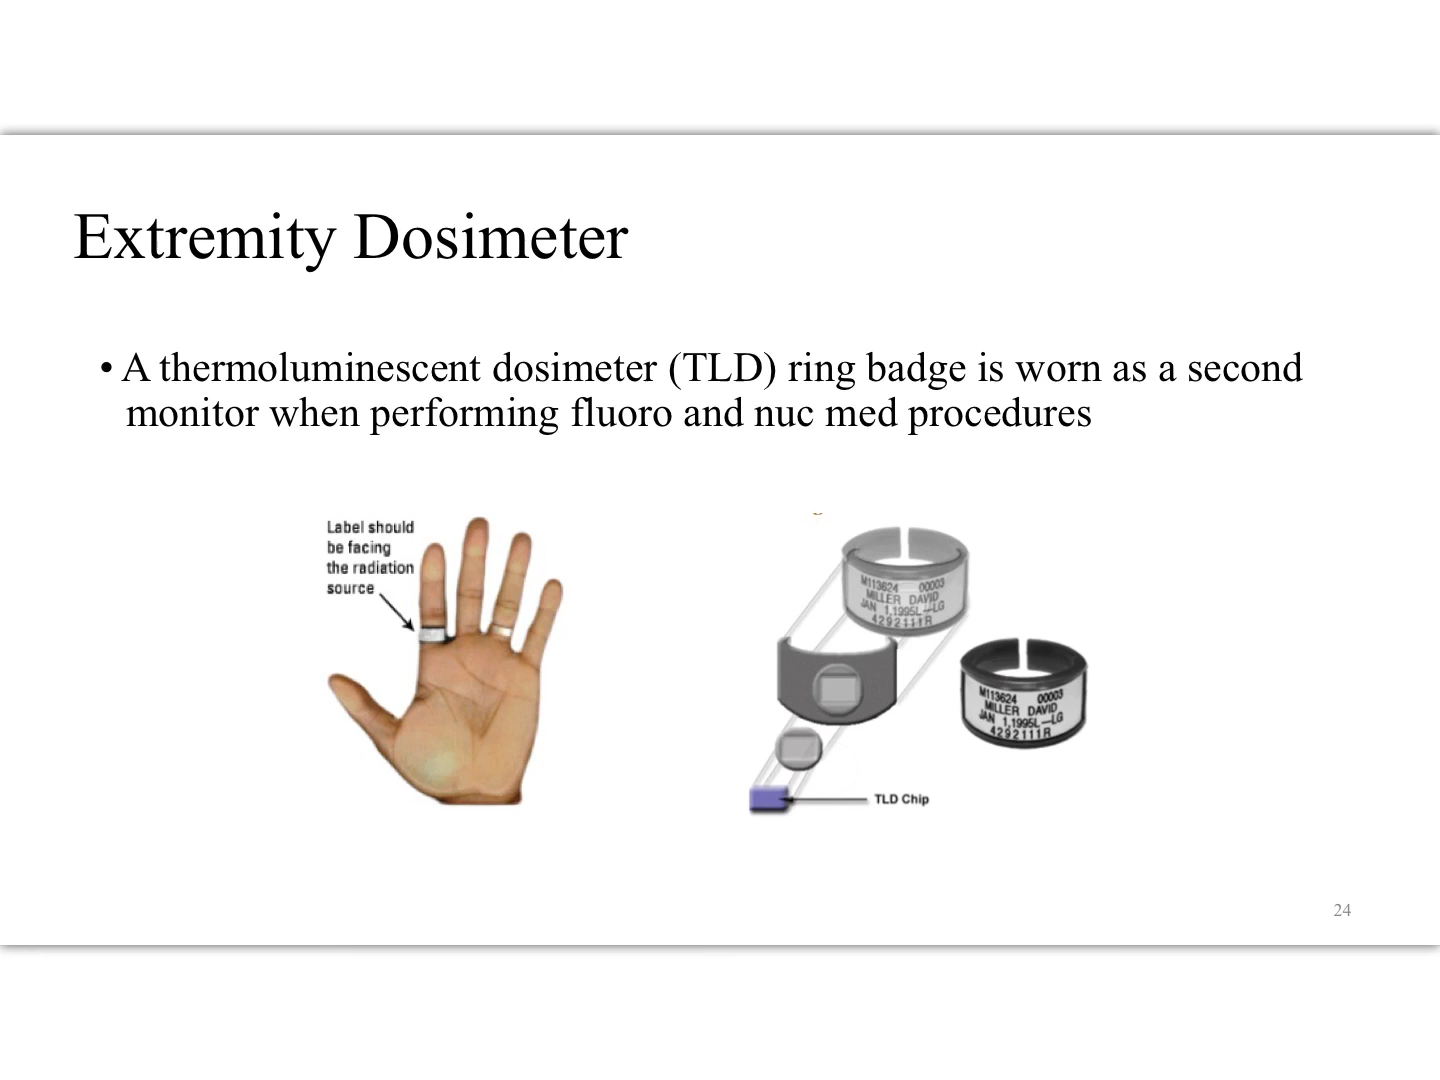 Extremity Dosimeter
• A thermoluminescent dosimeter (TLD) ring badge is worn as a second
monitor when performing fluoro and nuc med procedures
Label should
be facing
the radiation
source
M113624 00003
MILLER DAVID
JAN 1,1995L—LG
4292111R
M113624 00003
MILLER DAVID
JAN 1,1995L—LG
4292111R
TLD Chip
24